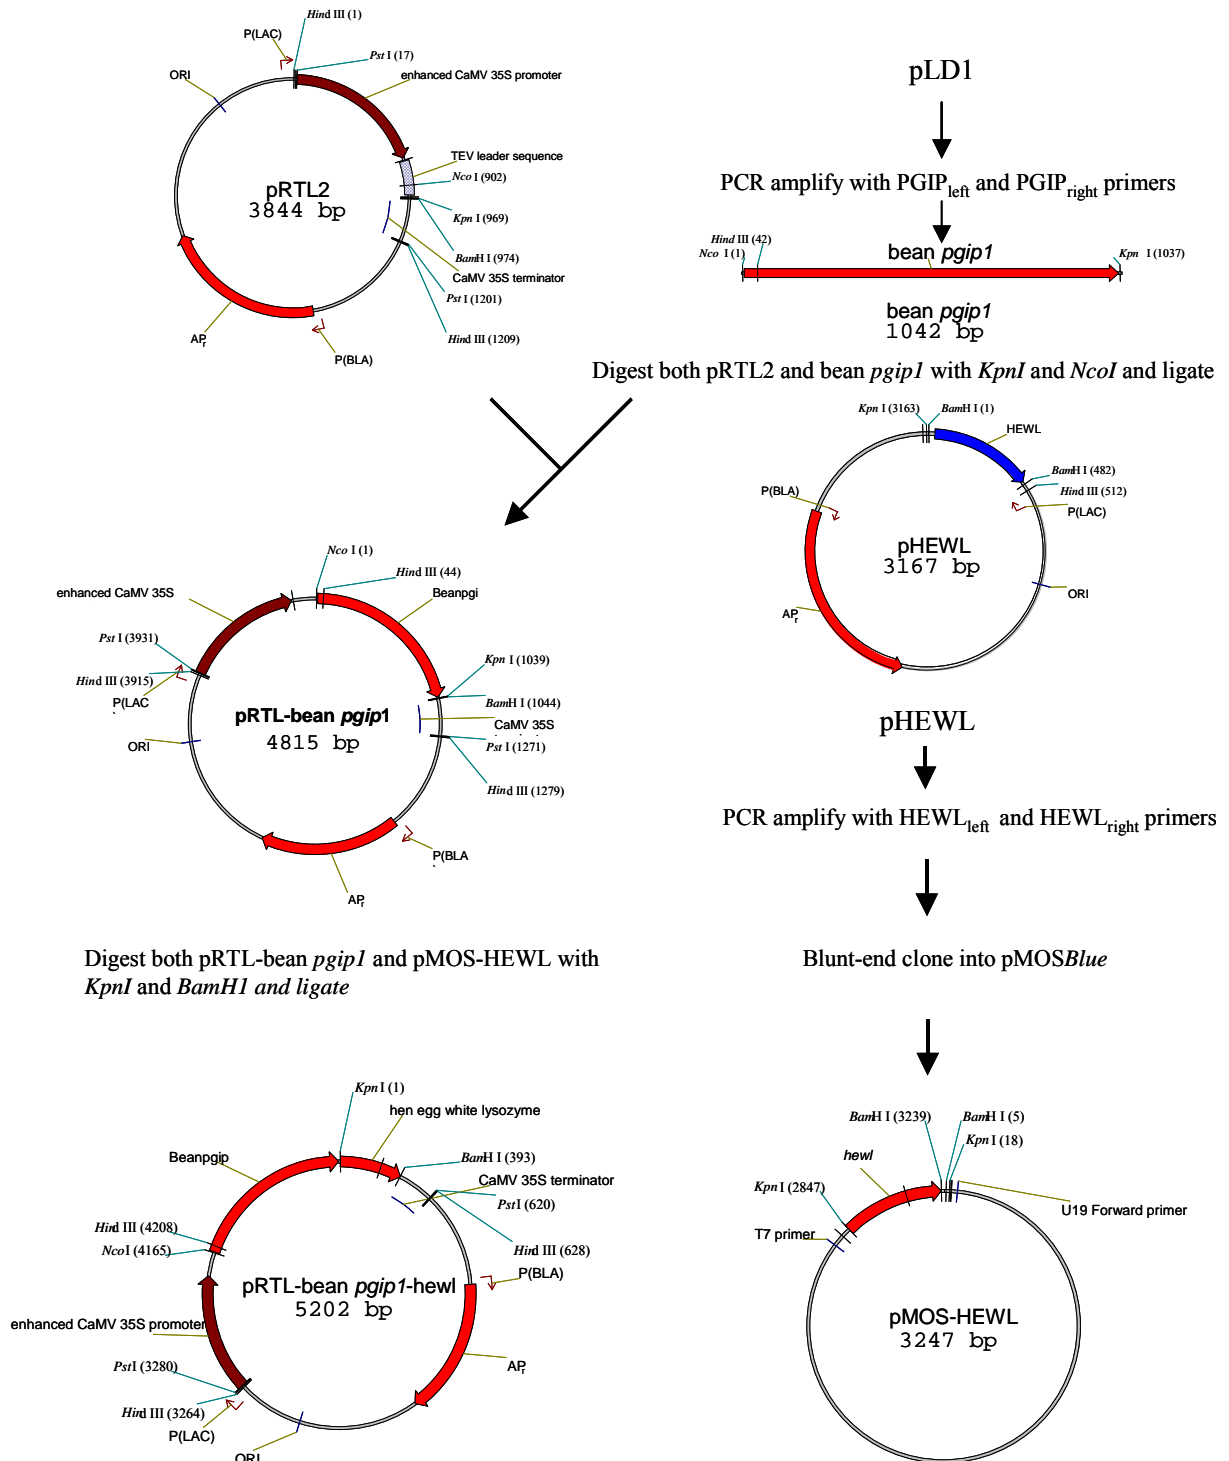 Hind III (1)
P(LAC)
Pst I (17)
enhanced CaMV 35S promoter
ORI
TEV leader sequence
Nco I (902)
pRTL2
3844 bp
Kpn I (969)
BamH I (974)
CaMV 35S terminator
Pst I (1201)
Hind III (1209)
APr
P(BLA)
pLD1
PCR amplify with PGIPleft and PGIPright primers
Hind III (42)
Nco I (1)
bean pgip1
Kpn I (1037)
bean pgip1
1042 bp
Digest both pRTL2 and bean pgip1 with KpnI and NcoI and ligate
Kpn I (3163)
BamH I (1)
HEWL
BamH I (482)
Hind III (512)
P(LAC)
P(BLA)
pHEWL
3167 bp
ORI
APr
Nco I (1)
Hind III (44)
Beanpgi
enhanced CaMV 35S
Pst I (3931)
Hind III (3915)
P(LAC
Kpn I (1039)
BamH I (1044)
CaMV 35S
Pst I (1271)
Hind III (1279)
pRTL-bean pgip1
4815 bp
ORI
P(BLA
APr
pHEWL
PCR amplify with HEWLleft and HEWLright primers
Blunt-end clone into pMOSBlue
Digest both pRTL-bean pgip1 and pMOS-HEWL with
KpnI and BamH1 and ligate
Kpn I (1)
hen egg white lysozyme
Beanpgip
BamH I (393)
CaMV 35S terminator
Pst I (620)
Hind III (4208)
Nco I (4165)
Hind III (628)
P(BLA)
pRTL-bean pgip1-hewl
5202 bp
enhanced CaMV 35S promoter
Pst I (3280)
Hind III (3264)
P(LAC)
ORI
APr
BamH I (3239)
BamH I (5)
Kpn I (18)
hewl
Kpn I (2847)
T7 primer
U19 Forward primer
pMOS-HEWL
3247 bp